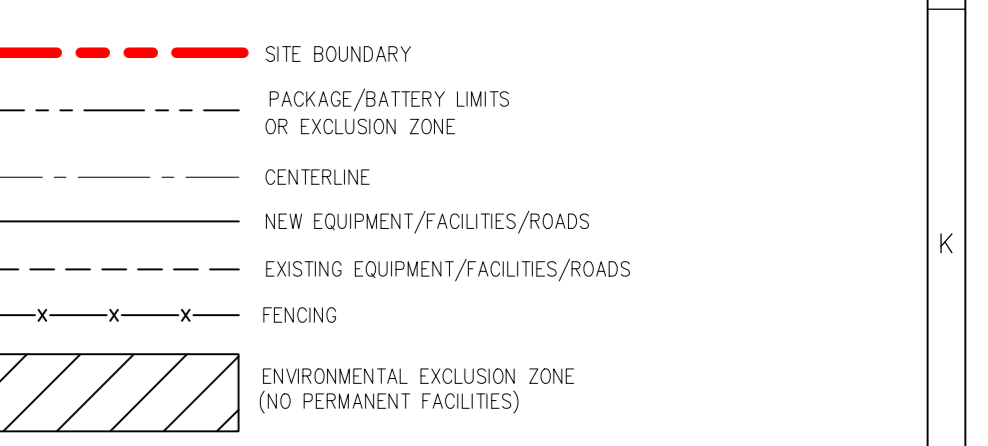 SITE BOUNDARY
PACKAGE/BATTERY LIMITS
OR EXCLUSION ZONE
CENTERLINE
NEW EQUIPMENT/FACILITIES/ROADS
EXISTING EQUIPMENT/FACILITIES/ROADS
x x x FENCING
ENVIRONMENTAL EXCLUSION ZONE
(NO PERMANENT FACILITIES)
K